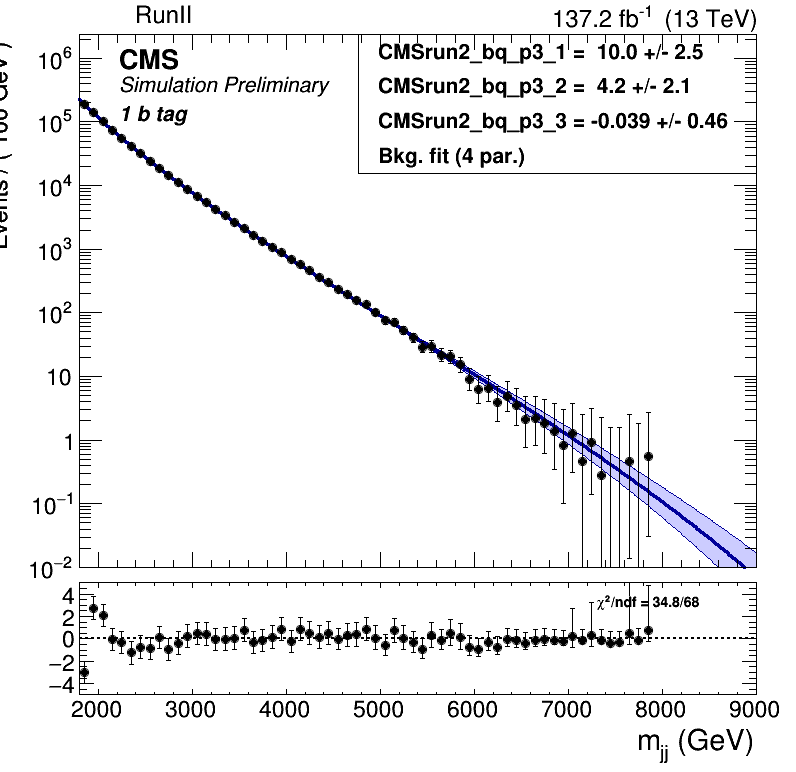 RunII
137.2 fb⁻¹ (13 TeV)
CMS
Simulation Preliminary
1 b tag
CMSrun2_bq_p3_1 = 10.0 +/- 2.5
CMSrun2_bq_p3_2 = 4.2 +/- 2.1
CMSrun2_bq_p3_3 = -0.039 +/- 0.46
Bkg. fit (4 par.)
10⁶
10⁵
10⁴
10³
10²
10
1
10⁻¹
10⁻²
χ²/ndf = 34.8/68
4
2
0
−2
−4
2000 3000 4000 5000 6000 7000 8000 9000
m_jj (GeV)